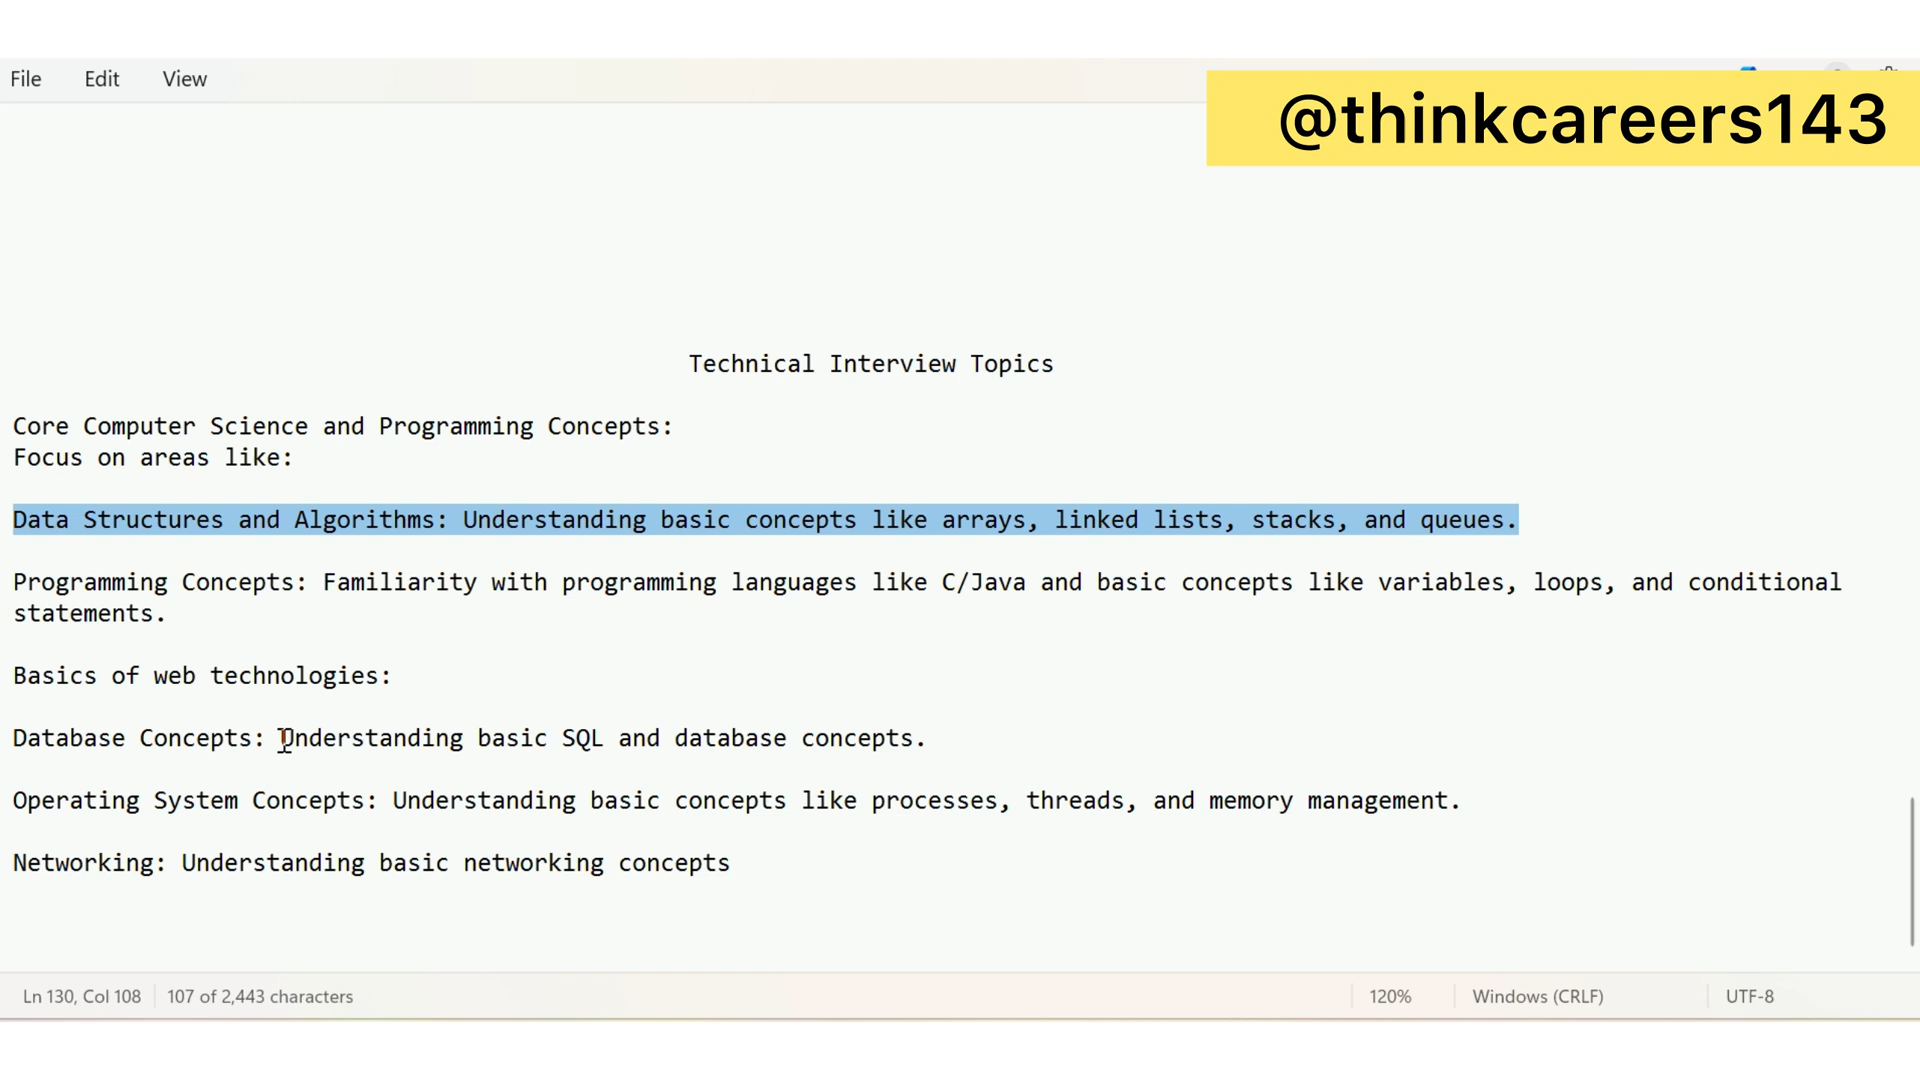 File Edit View
@thinkcareers143
Technical Interview Topics
Core Computer Science and Programming Concepts:
Focus on areas like:
Data Structures and Algorithms: Understanding basic concepts like arrays, linked lists, stacks, and queues.
Programming Concepts: Familiarity with programming languages like C/Java and basic concepts like variables, loops, and conditional
statements.
Basics of web technologies:
Database Concepts: Understanding basic SQL and database concepts.
Operating System Concepts: Understanding basic concepts like processes, threads, and memory management.
Networking: Understanding basic networking concepts
Ln 130, Col 108 107 of 2,443 characters 120% Windows (CRLF) UTF-8